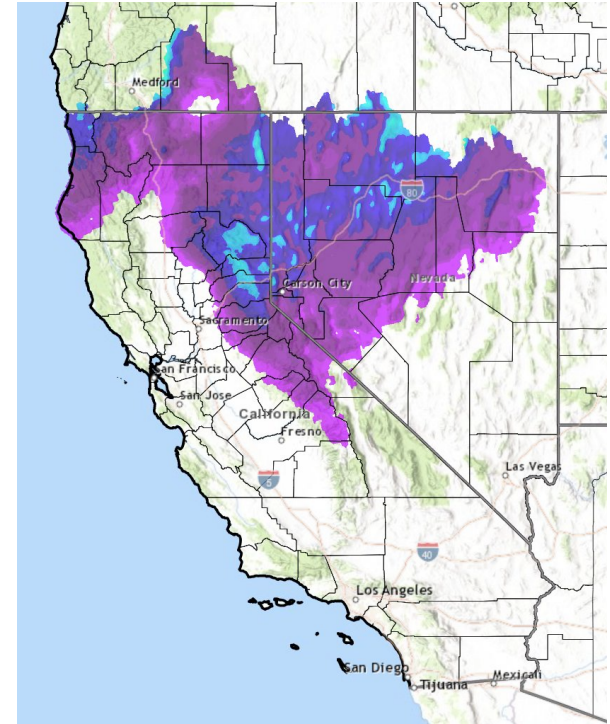 Medford
80
Nevada
Carson City
Sacramento
San Francisco
San Jose
California
Fresno
Las Vegas
5
40
Los Angeles
San Diego
Tijuana
Mexicali